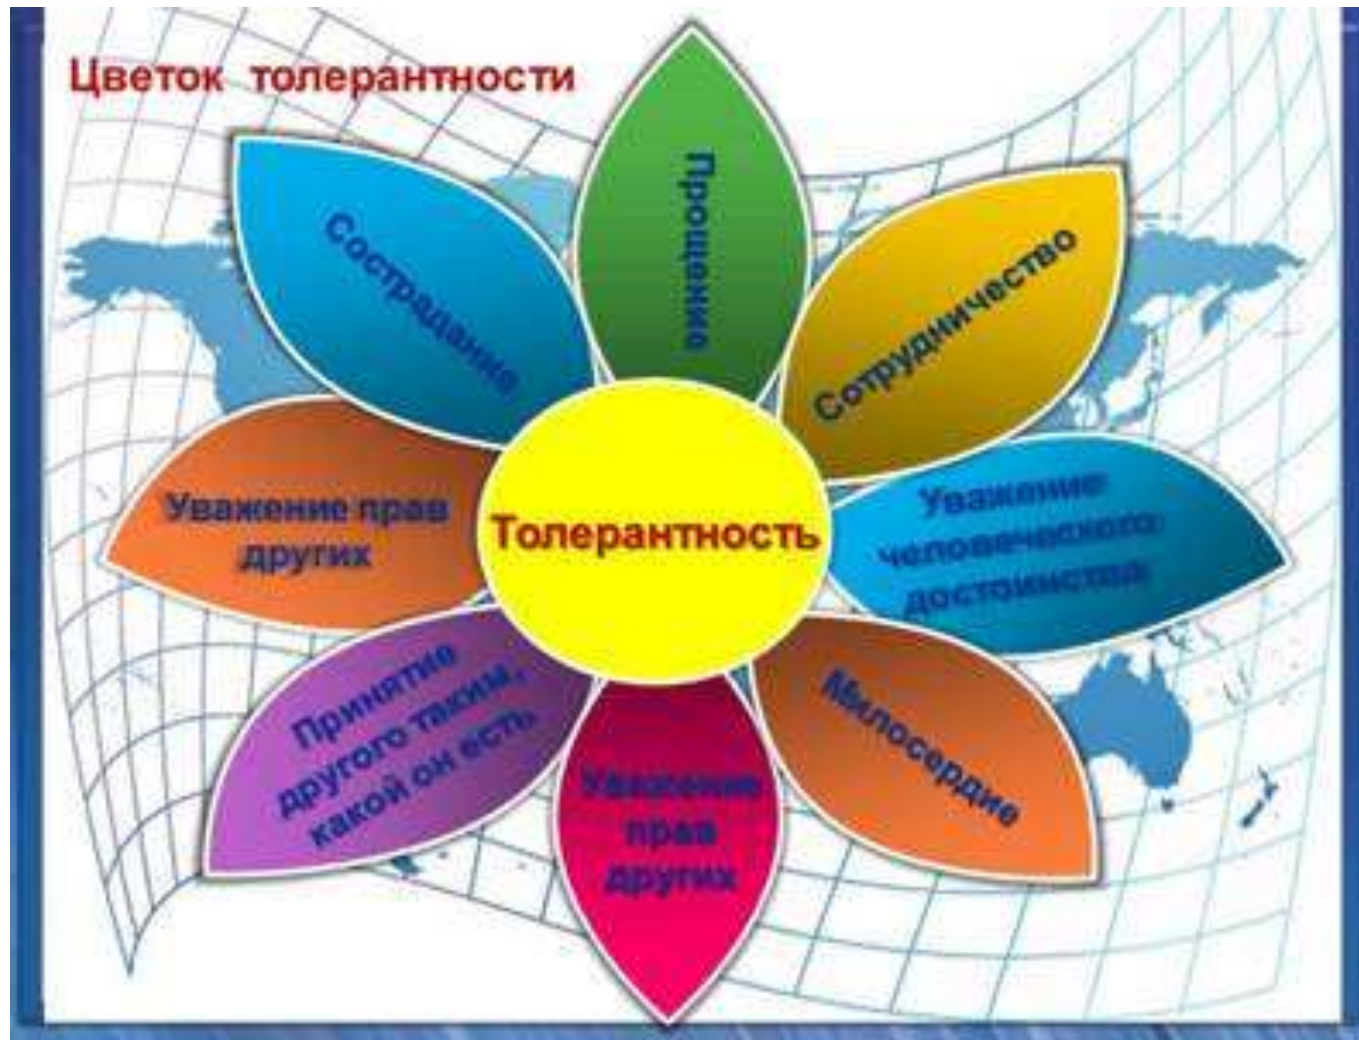 Цветок толерантности
Прощение
Сострадание
Сотрудничество
Уважение прав
других
Толерантность
Уважение
человеческого
достоинства
Принятие
другого таким,
какой он есть
Милосердие
Уважение
прав
других